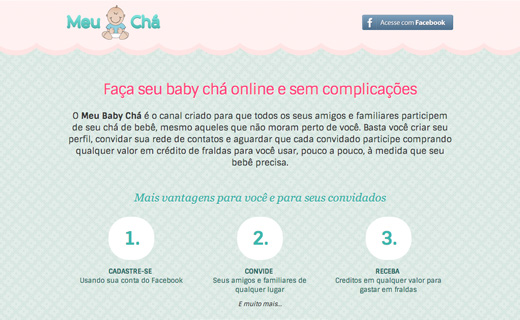 Meu Chá
Acesse com Facebook
Faça seu baby chá online e sem complicações
O Meu Baby Chá é o canal criado para que todos os seus amigos e familiares participem
de seu chá de bebê, mesmo aqueles que não moram perto de você. Basta você criar seu
perfil, convidar sua rede de contatos e aguardar que cada convidado participe comprando
qualquer valor em crédito de fraldas para você usar, pouco a pouco, à medida que seu
bebê precisa.
Mais vantagens para você e para seus convidados
1. 2. 3.
CADASTRE-SE CONVIDE RECEBA
Usando sua conta do Facebook Seus amigos e familiares de Creditos em qualquer valor para
qualquer lugar gastar em fraldas
E muito mais...